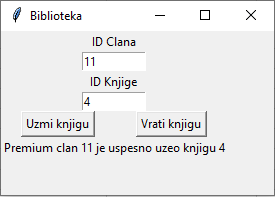 Biblioteka
ID Clana
11
ID Knjige
4
Uzmi knjigu Vrati knjigu
Premium clan 11 je uspesno uzeo knjigu 4